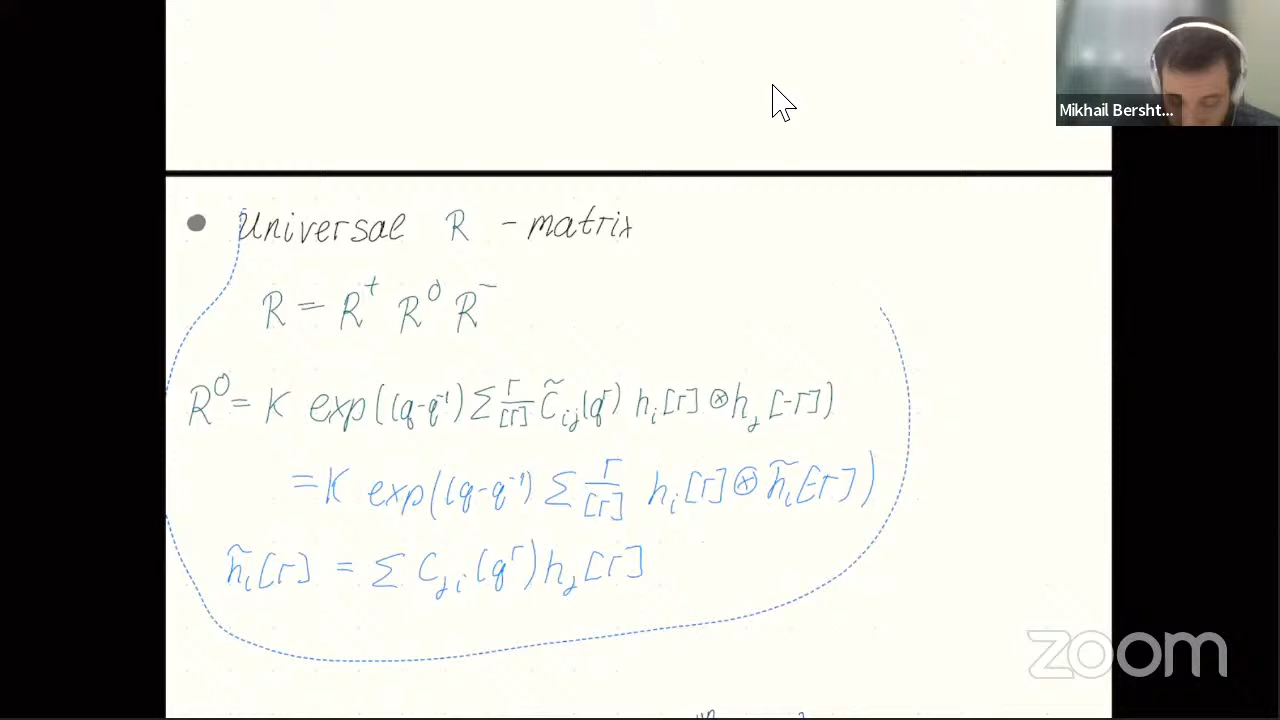 Mikhail Bersht...
• Universal R - matrix
R = R⁺ R⁰ R⁻
R⁰ = K exp((q-q⁻¹) Σ r/[r] C̃ᵢⱼ(qʳ) hᵢ[r] ⊗ hⱼ[-r])
= K exp((q-q⁻¹) Σ r/[r] hᵢ[r] ⊗ h̃ᵢ[-r])
h̃ᵢ[r] = Σ Cⱼᵢ(qʳ) hⱼ[r]
zoom